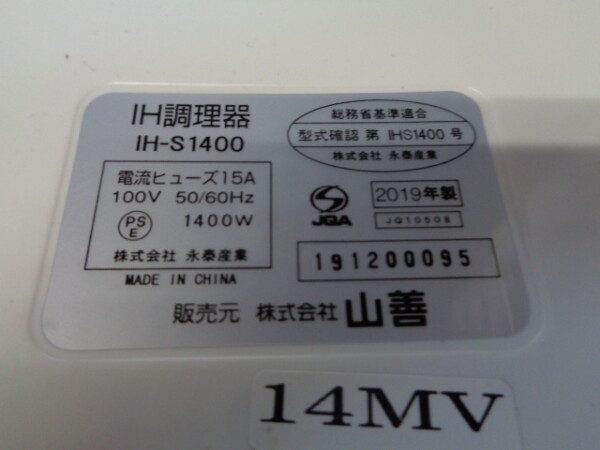 IH調理器
IH-S1400
総務省基準適合
型式確認 第 IHS1400 号
株式会社 永泰産業
電流ヒューズ15A
100V 50/60Hz
PS
E
1400W
株式会社 永泰産業
MADE IN CHINA
JQA
2019年製
JQ10508
191200095
販売元 株式会社 山善
14MV